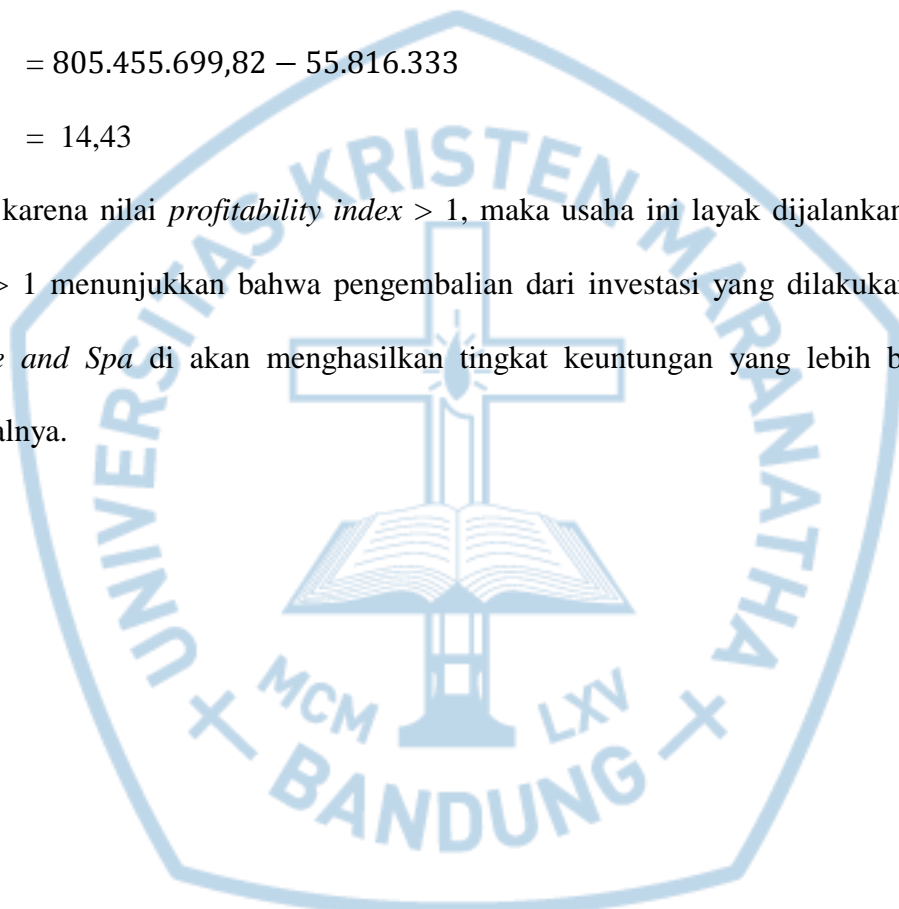 = 805.455.699,82 − 55.816.333
= 14,43
karena nilai profitability index > 1, maka usaha ini layak dijalankan
> 1 menunjukkan bahwa pengembalian dari investasi yang dilakukan
and Spa di akan menghasilkan tingkat keuntungan yang lebih
UNIVERSITAS KRISTEN MARANATHA
MCM LXV
BANDUNG